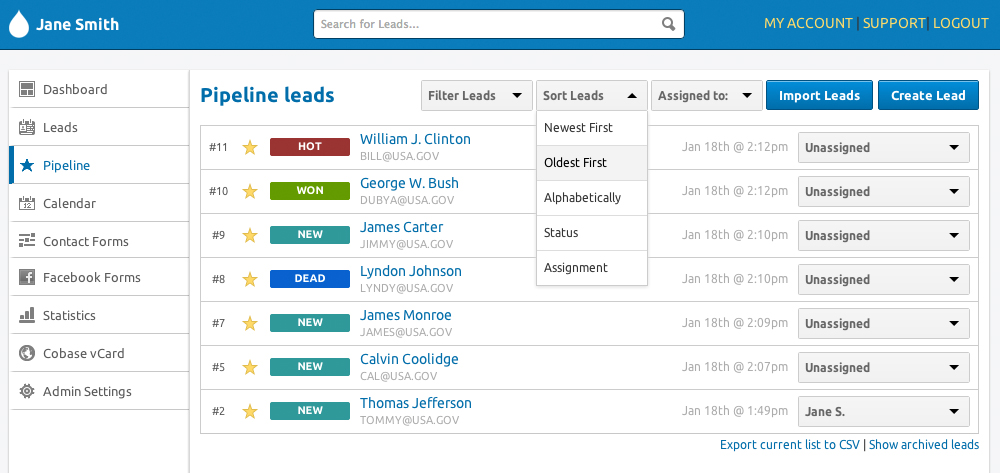 Jane Smith
Search for Leads...
MY ACCOUNT | SUPPORT | LOGOUT
Dashboard
Leads
Pipeline
Calendar
Contact Forms
Facebook Forms
Statistics
Cobase vCard
Admin Settings
Pipeline leads
Filter Leads
Sort Leads
Assigned to:
Import Leads
Create Lead
Newest First
Oldest First
Alphabetically
Status
Assignment
#11 HOT William J. Clinton Jan 18th @ 2:12pm Unassigned
BILL@USA.GOV
#10 WON George W. Bush Jan 18th @ 2:12pm Unassigned
DUBYA@USA.GOV
#9 NEW James Carter Jan 18th @ 2:10pm Unassigned
JIMMY@USA.GOV
#8 DEAD Lyndon Johnson Jan 18th @ 2:10pm Unassigned
LYNDY@USA.GOV
#7 NEW James Monroe Jan 18th @ 2:09pm Unassigned
JAMES@USA.GOV
#5 NEW Calvin Coolidge Jan 18th @ 2:07pm Unassigned
CAL@USA.GOV
#2 NEW Thomas Jefferson Jan 18th @ 1:49pm Jane S.
TOMMY@USA.GOV
Export current list to CSV | Show archived leads